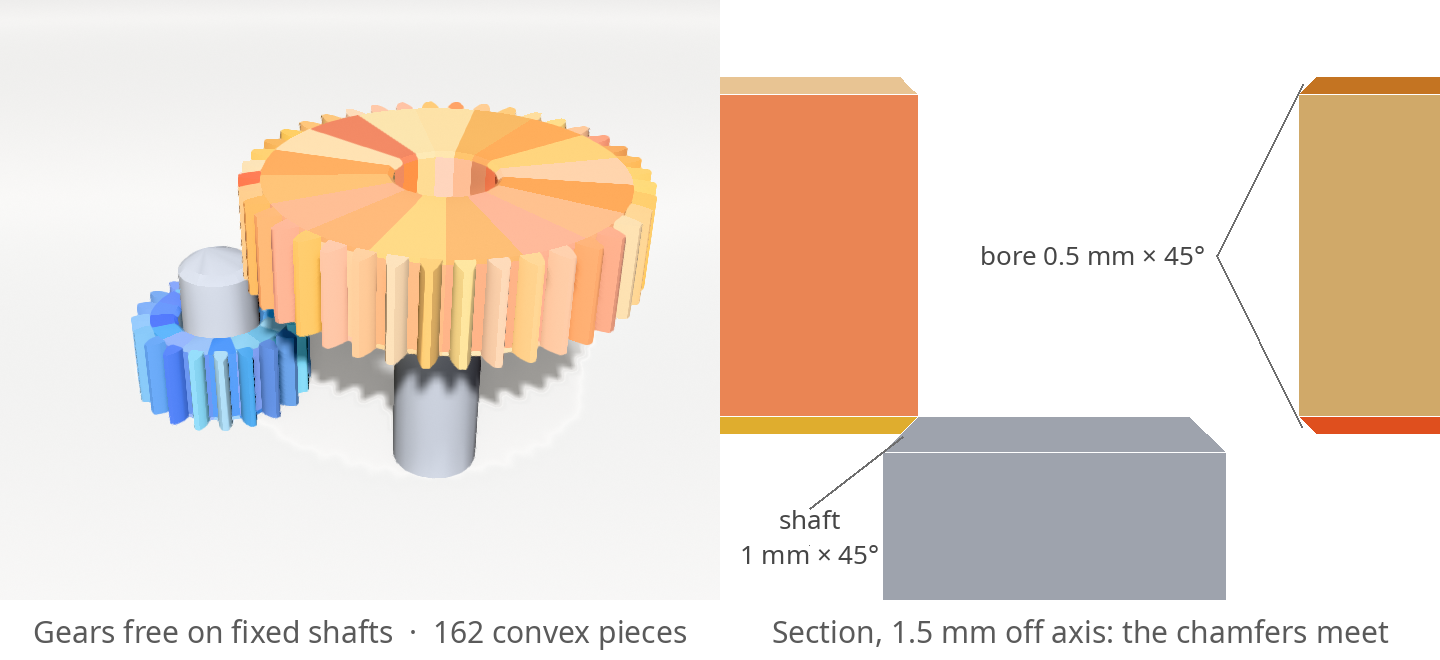 bore 0.5 mm × 45°
shaft
1 mm × 45°
Gears free on fixed shafts · 162 convex pieces
Section, 1.5 mm off axis: the chamfers meet